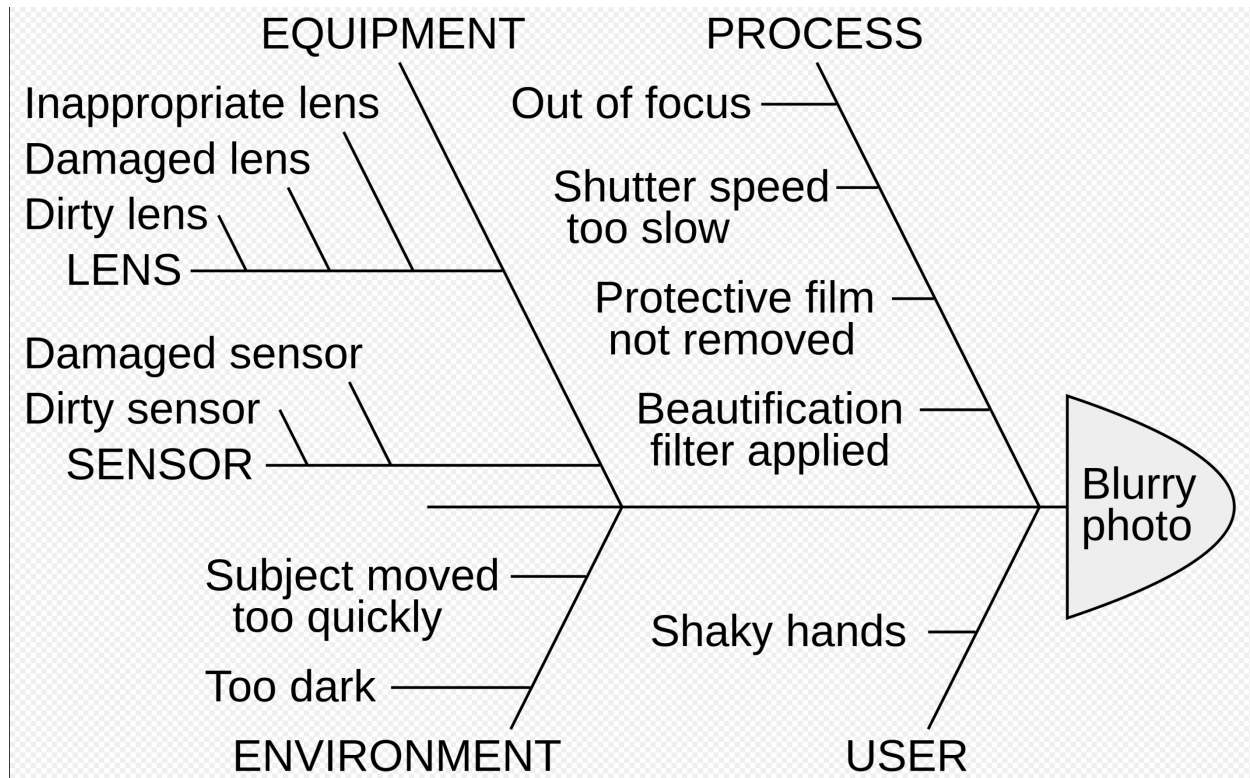 EQUIPMENT
Inappropriate lens
Damaged lens
Dirty lens
LENS
Damaged sensor
Dirty sensor
SENSOR
PROCESS
Out of focus
Shutter speed
too slow
Protective film
not removed
Beautification
filter applied
Blurry
photo
Subject moved
too quickly
Too dark
ENVIRONMENT
Shaky hands
USER